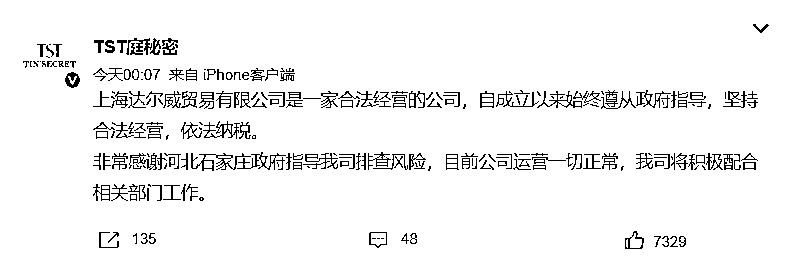 TST庭秘密
TST
TIN'SECRET
今天00:07 来自 iPhone客户端
上海达尔威贸易有限公司是一家合法经营的公司，自成立以来始终遵从政府指导，坚持
合法经营，依法纳税。
非常感谢河北石家庄政府指导我司排查风险，目前公司运营一切正常，我司将积极配合
相关部门工作。
135
48
7329